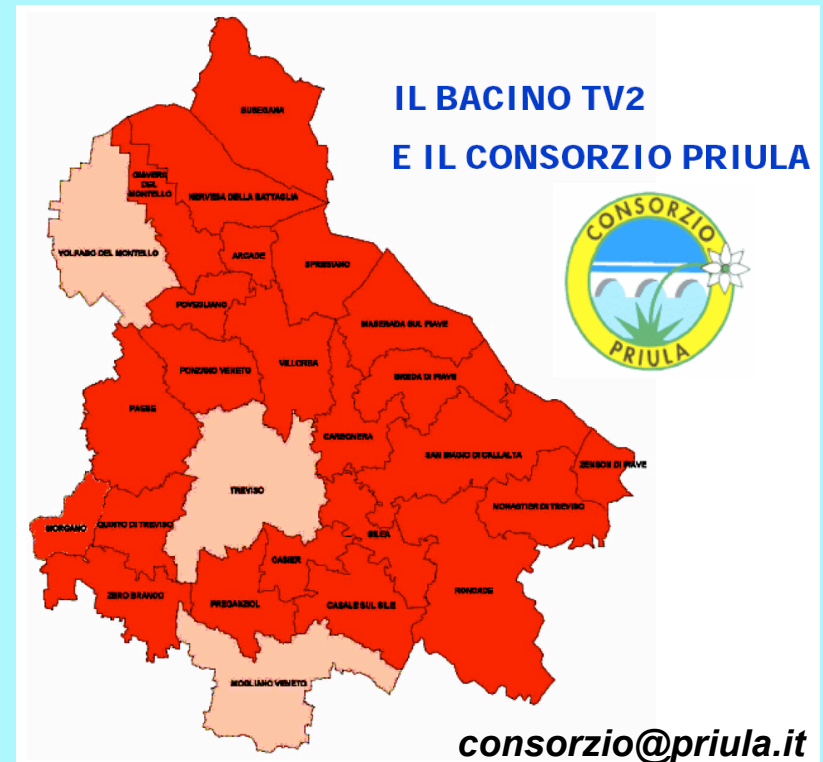 IL BACINO TV2
E IL CONSORZIO PRIULA
CONSORZIO
PRIULA
SUSEGANA
GIAVERA
DEL
MONTELLO
NERVESA DELLA BATTAGLIA
VOLPAGO DEL MONTELLO
ARCADE
SPRESIANO
POVEGLIANO
MASERADA SUL PIAVE
PONZANO VENETO
VILLORBA
BREDA DI PIAVE
PAESE
CARBONERA
SAN BIAGIO DI CALLALTA
ZENSON DI PIAVE
TREVISO
MONASTIER DI TREVISO
MORGANO
QUINTO DI TREVISO
SILEA
CASIER
RONCADE
ZERO BRANCO
PREGANZIOL
CASALE SUL SILE
MOGLIANO VENETO
consorzio@priula.it